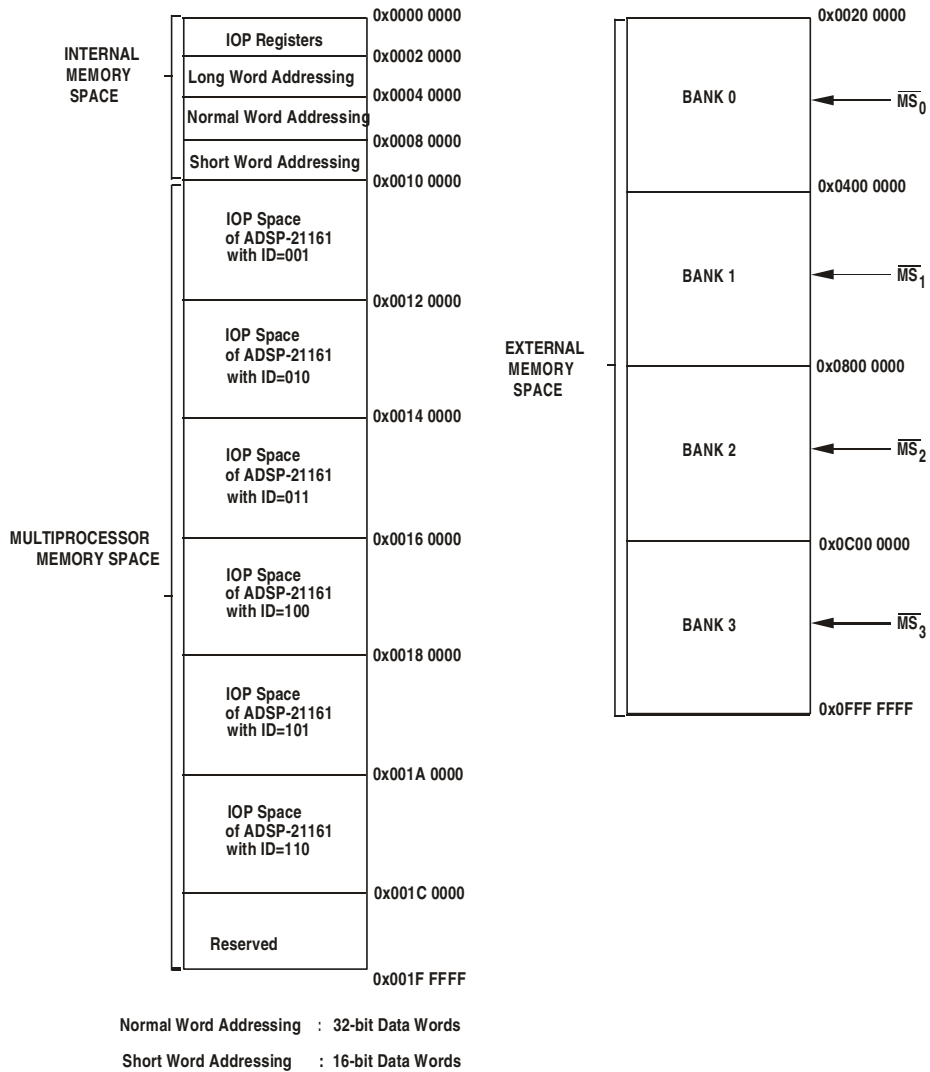 0x0000 0000
IOP Registers
INTERNAL
MEMORY
SPACE
0x0002 0000
Long Word Addressing
0x0004 0000
Normal Word Addressing
0x0008 0000
Short Word Addressing
0x0010 0000
IOP Space
of ADSP-21161
with ID=001
0x0012 0000
IOP Space
of ADSP-21161
with ID=010
0x0014 0000
IOP Space
of ADSP-21161
with ID=011
MULTIPROCESSOR
MEMORY SPACE
0x0016 0000
IOP Space
of ADSP-21161
with ID=100
0x0018 0000
IOP Space
of ADSP-21161
with ID=101
0x001A 0000
IOP Space
of ADSP-21161
with ID=110
0x001C 0000
Reserved
0x001F FFFF
0x0020 0000
BANK 0
MS0
0x0400 0000
BANK 1
MS1
EXTERNAL
MEMORY
SPACE
0x0800 0000
BANK 2
MS2
0x0C00 0000
BANK 3
MS3
0x0FFF FFFF
Normal Word Addressing : 32-bit Data Words
Short Word Addressing : 16-bit Data Words